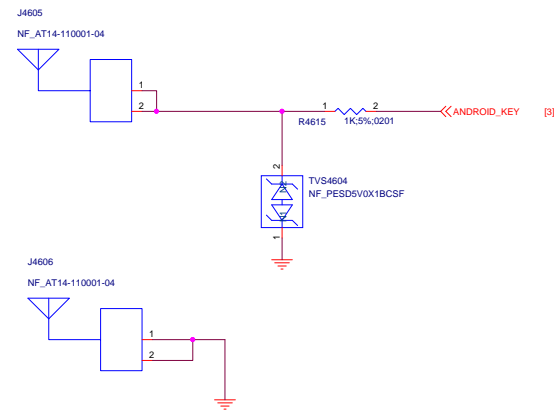 J4605
NF_AT14-110001-04
1
2
1
2
R4615
1K;5%;0201
ANDROID_KEY
[3]
2
TVS4604
NF_PESD5V0X1BCSF
1
J4606
NF_AT14-110001-04
1
2